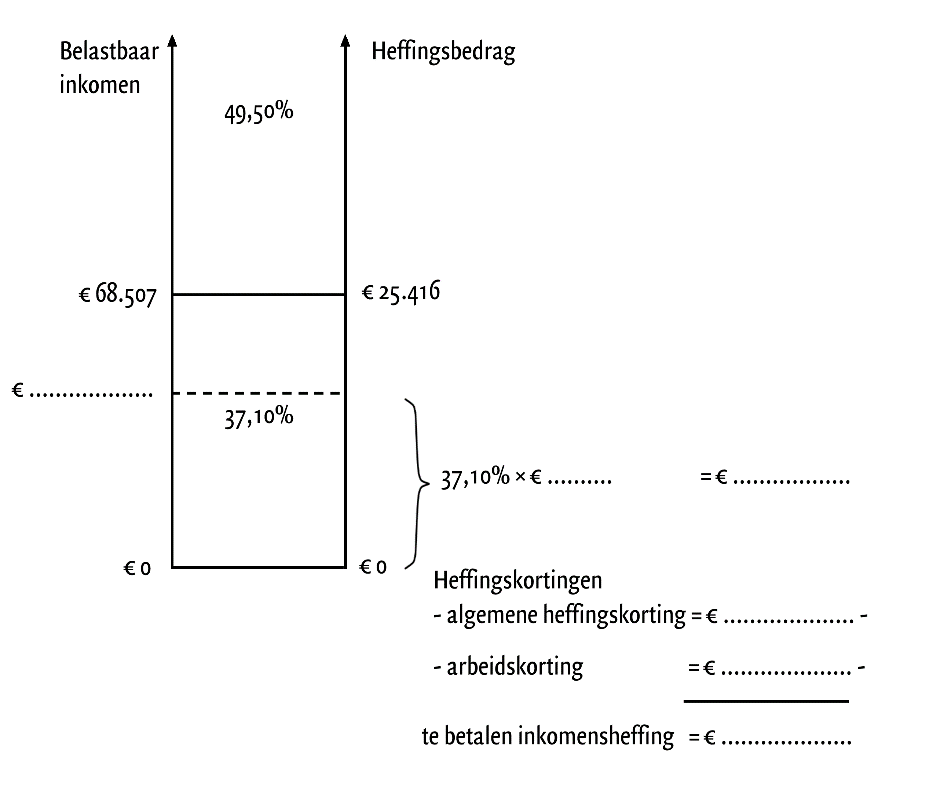 Belastbaar
inkomen
Heffingsbedrag
49,50%
€ 68.507
€ 25.416
€ ...................
37,10%
37,10% × € .......... = € ..................
€ 0
€ 0
Heffingskortingen
- algemene heffingskorting = € .................... -
- arbeidskorting = € .................... -
te betalen inkomensheffing = € ....................